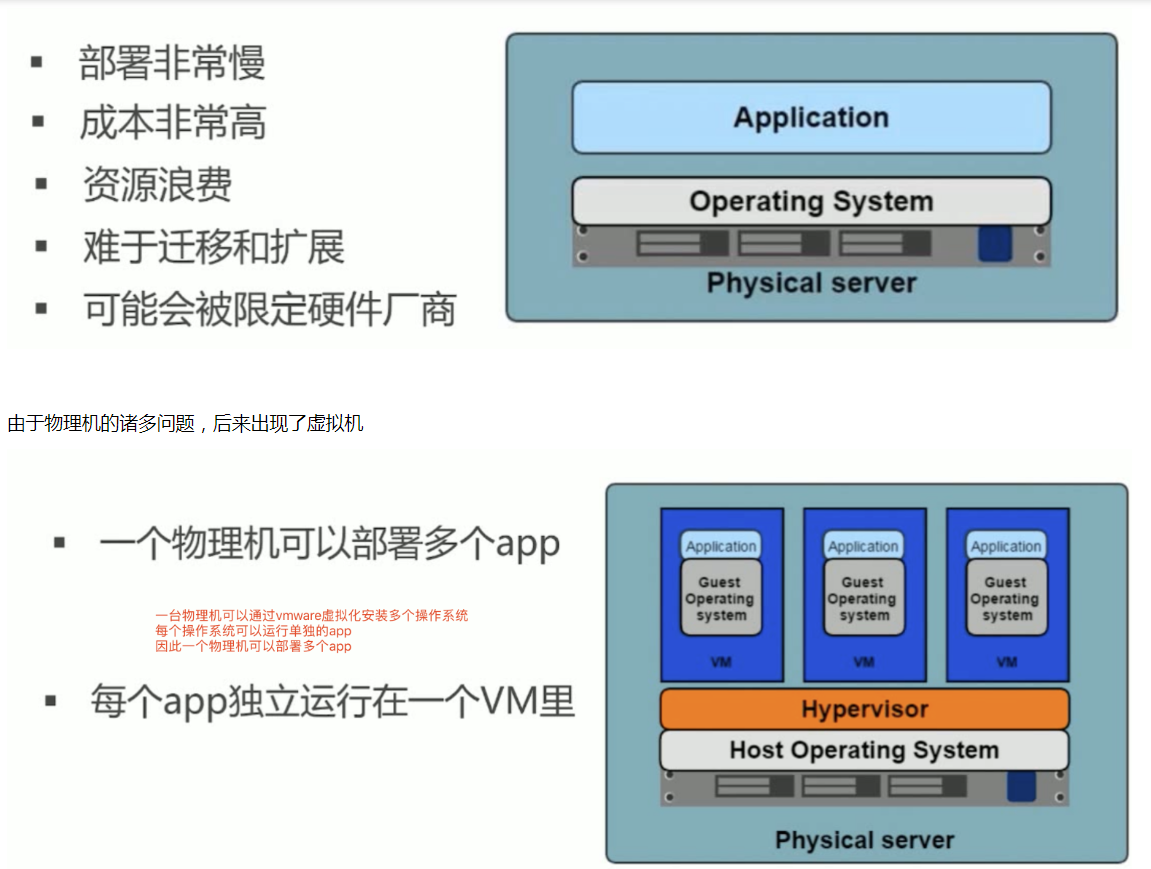 部署非常慢
成本非常高
资源浪费
难于迁移和扩展
可能会被限定硬件厂商
Application
Operating System
Physical server
由于物理机的诸多问题，后来出现了虚拟机
一个物理机可以部署多个app
一台物理机可以通过vmware虚拟化安装多个操作系统
每个操作系统可以运行单独的app
因此一个物理机可以部署多个app
每个app独立运行在一个VM里
Application
Guest
Operating
system
VM
Application
Guest
Operating
system
VM
Application
Guest
Operating
system
VM
Hypervisor
Host Operating System
Physical server